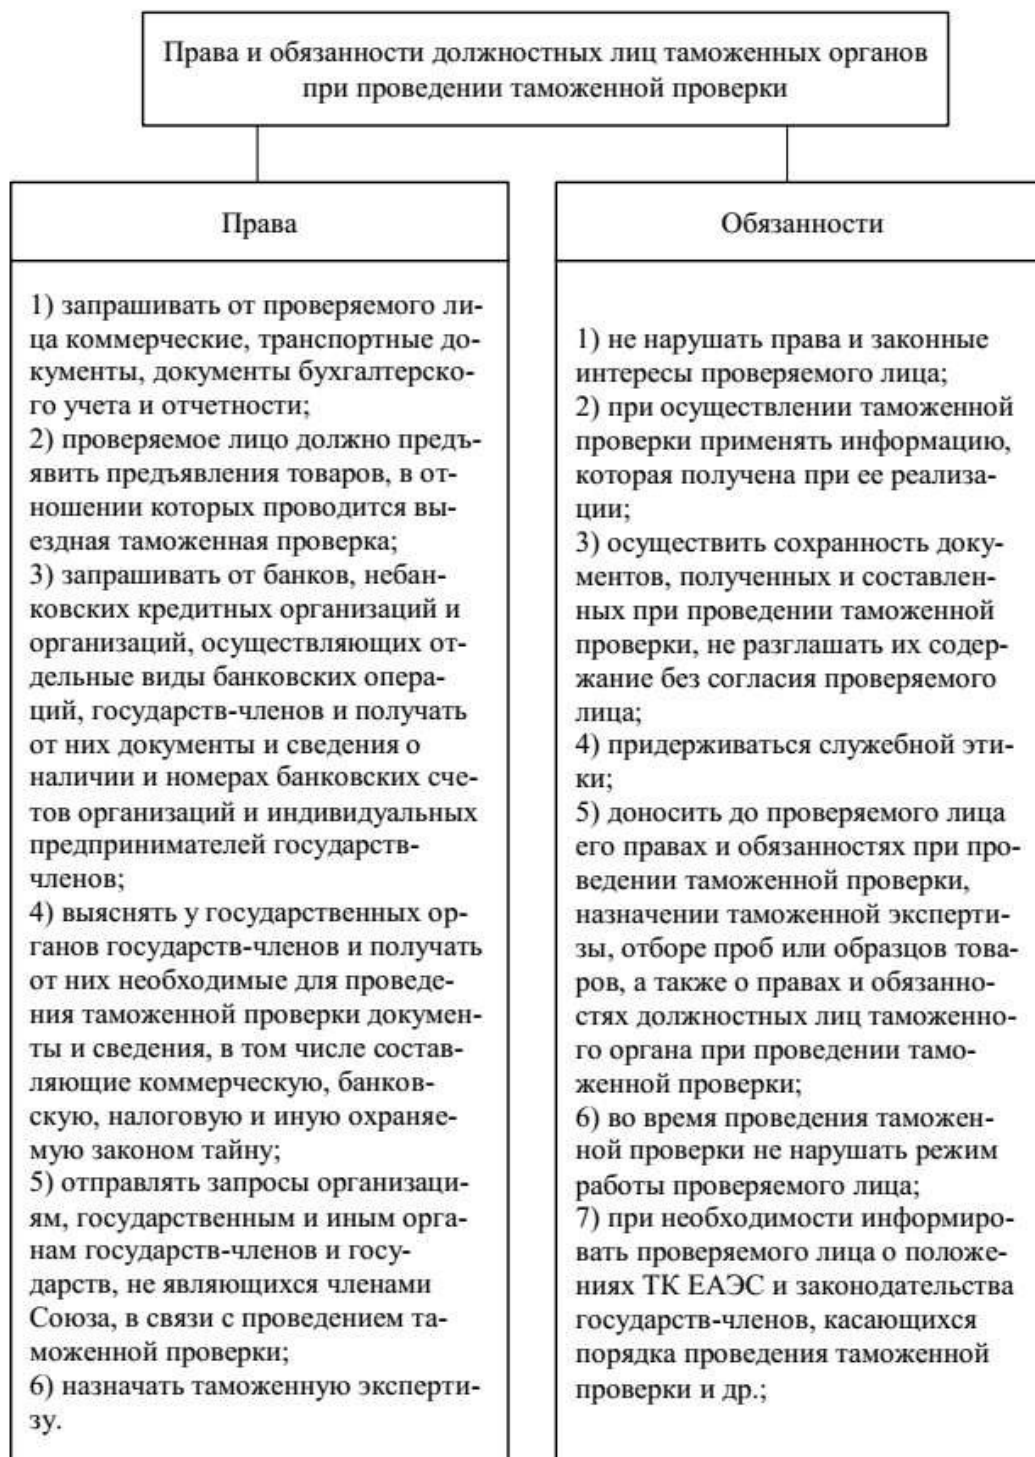 Права и обязанности должностных лиц таможенных органов
при проведении таможенной проверки
Права
1) запрашивать от проверяемого ли-
ца коммерческие, транспортные до-
кументы, документы бухгалтерско-
го учета и отчетности;
2) проверяемое лицо должно предъ-
явить предъявления товаров, в от-
ношении которых проводится вы-
ездная таможенная проверка;
3) запрашивать от банков, небан-
ковских кредитных организаций и
организаций, осуществляющих от-
дельные виды банковских опера-
ций, государств-членов и получать
от них документы и сведения о
наличии и номерах банковских сче-
тов организаций и индивидуальных
предпринимателей государств-
членов;
4) выяснять у государственных ор-
ганов государств-членов и получать
от них необходимые для проведе-
ния таможенной проверки докумен-
ты и сведения, в том числе состав-
ляющие коммерческую, банков-
скую, налоговую и иную охраняе-
мую законом тайну;
5) отправлять запросы организаци-
ям, государственным и иным орга-
нам государств-членов и госу-
дарств, не являющихся членами
Союза, в связи с проведением та-
моженной проверки;
6) назначать таможенную эксперти-
зу.
Обязанности
1) не нарушать права и законные
интересы проверяемого лица;
2) при осуществлении таможенной
проверки применять информацию,
которая получена при ее реализа-
ции;
3) осуществить сохранность доку-
ментов, полученных и составлен-
ных при проведении таможенной
проверки, не разглашать их содер-
жание без согласия проверяемого
лица;
4) придерживаться служебной эти-
ки;
5) доносить до проверяемого лица
его правах и обязанностях при про-
ведении таможенной проверки,
назначении таможенной эксперти-
зы, отборе проб или образцов това-
ров, а также о правах и обязанно-
стях должностных лиц таможенно-
го органа при проведении тамо-
женной проверки;
6) во время проведения таможен-
ной проверки не нарушать режим
работы проверяемого лица;
7) при необходимости информиро-
вать проверяемого лица о положе-
ниях ТК ЕАЭС и законодательства
государств-членов, касающихся
порядка проведения таможенной
проверки и др.;